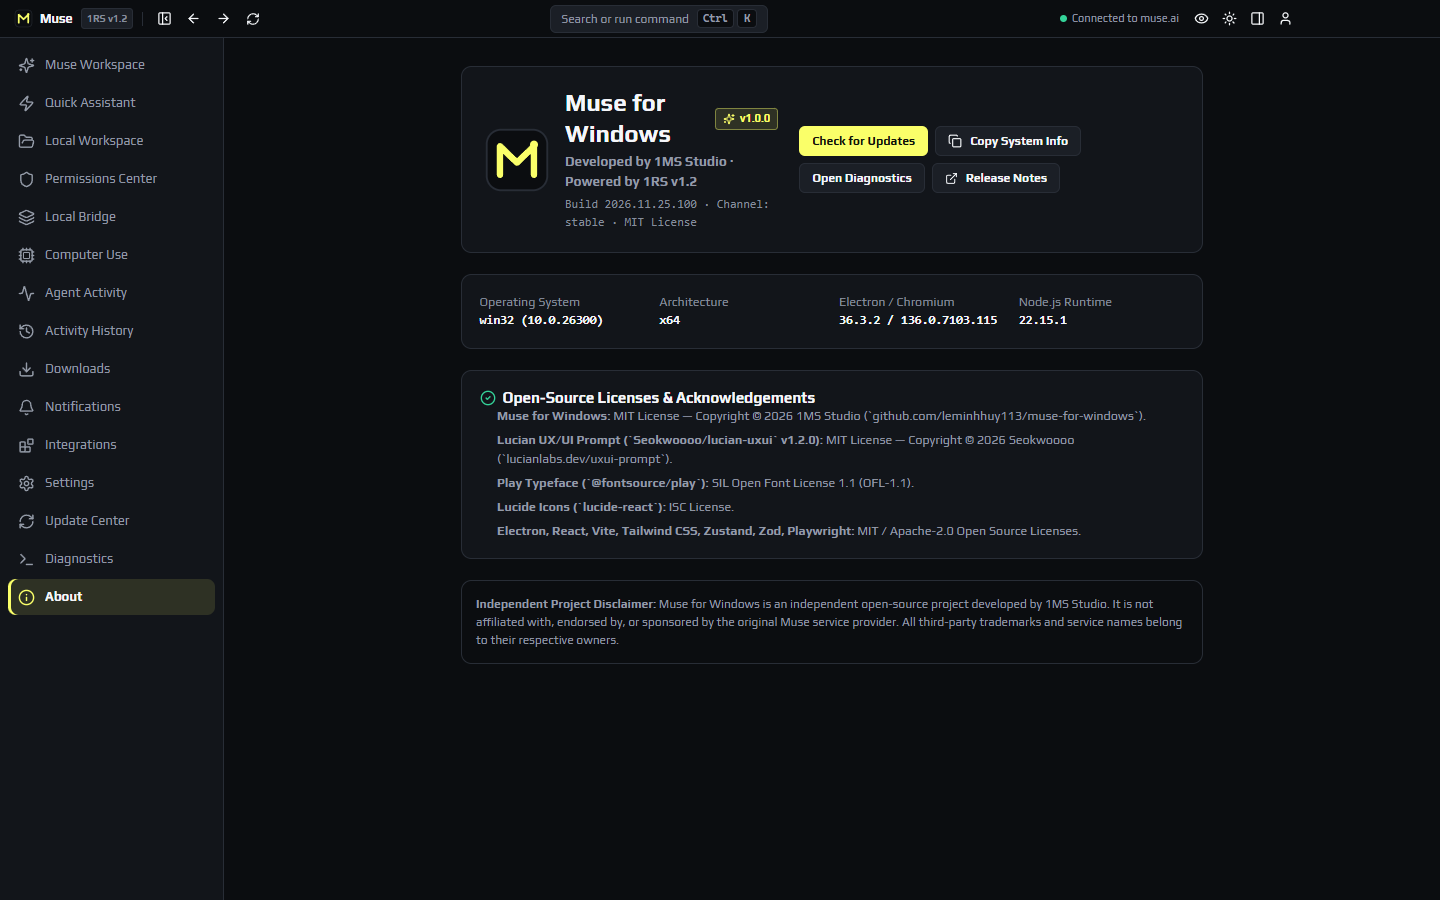 Muse 1RS v1.2
Search or run command Ctrl K
Connected to muse.ai
Muse Workspace
Quick Assistant
Local Workspace
Permissions Center
Local Bridge
Computer Use
Agent Activity
Activity History
Downloads
Notifications
Integrations
Settings
Update Center
Diagnostics
About
Muse for
Windows
v1.0.0
Developed by 1MS Studio ·
Powered by 1RS v1.2
Build 2026.11.25.100 · Channel:
stable · MIT License
Check for Updates
Copy System Info
Open Diagnostics
Release Notes
Operating System
win32 (10.0.26300)
Architecture
x64
Electron / Chromium
36.3.2 / 136.0.7103.115
Node.js Runtime
22.15.1
Open-Source Licenses & Acknowledgements
Muse for Windows: MIT License — Copyright © 2026 1MS Studio (`github.com/leminhhuy113/muse-for-windows`).
Lucian UX/UI Prompt (`Seokwoooo/lucian-uxui` v1.2.0): MIT License — Copyright © 2026 Seokwoooo
(`lucianlabs.dev/uxui-prompt`).
Play Typeface (`@fontsource/play`): SIL Open Font License 1.1 (OFL-1.1).
Lucide Icons (`lucide-react`): ISC License.
Electron, React, Vite, Tailwind CSS, Zustand, Zod, Playwright: MIT / Apache-2.0 Open Source Licenses.
Independent Project Disclaimer: Muse for Windows is an independent open-source project developed by 1MS Studio. It is not
affiliated with, endorsed by, or sponsored by the original Muse service provider. All third-party trademarks and service names belong
to their respective owners.